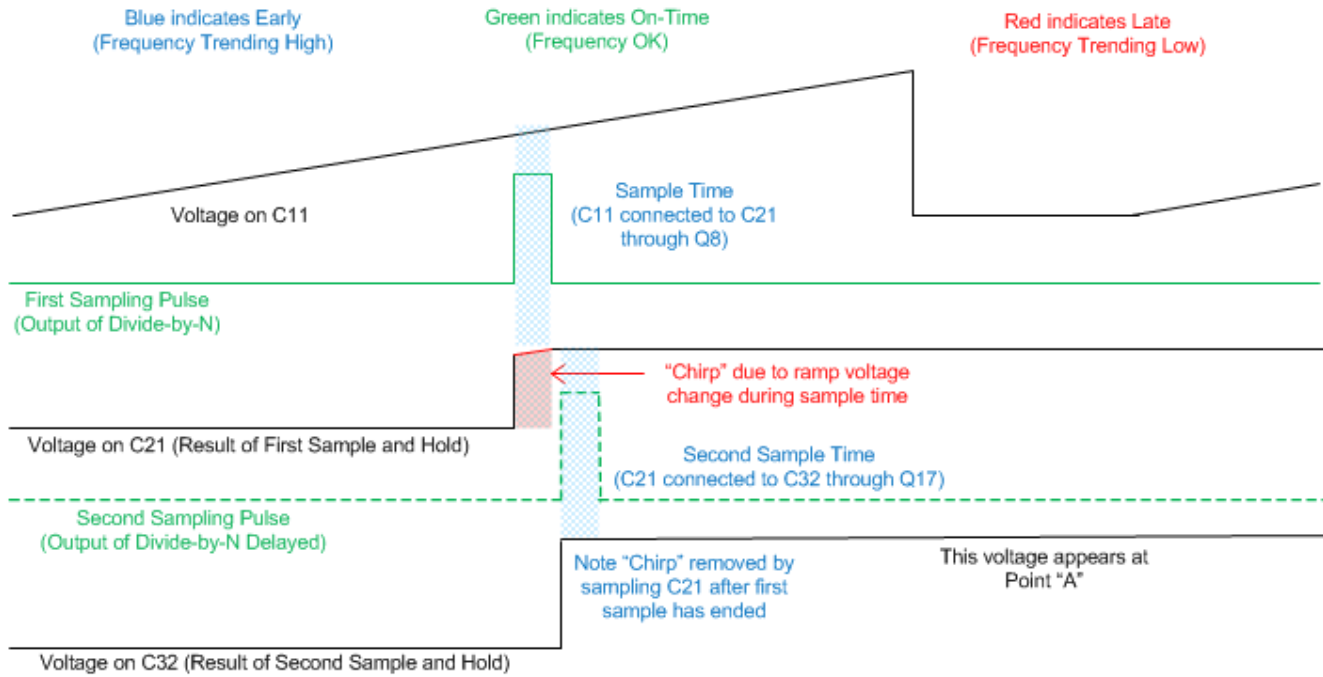 Blue indicates Early
(Frequency Trending High)
Green indicates On-Time
(Frequency OK)
Red indicates Late
(Frequency Trending Low)
Voltage on C11
Sample Time
(C11 connected to C21
through Q8)
First Sampling Pulse
(Output of Divide-by-N)
“Chirp” due to ramp voltage
change during sample time
Voltage on C21 (Result of First Sample and Hold)
Second Sample Time
(C21 connected to C32 through Q17)
Second Sampling Pulse
(Output of Divide-by-N Delayed)
Note “Chirp” removed by
sampling C21 after first
sample has ended
This voltage appears at
Point “A”
Voltage on C32 (Result of Second Sample and Hold)